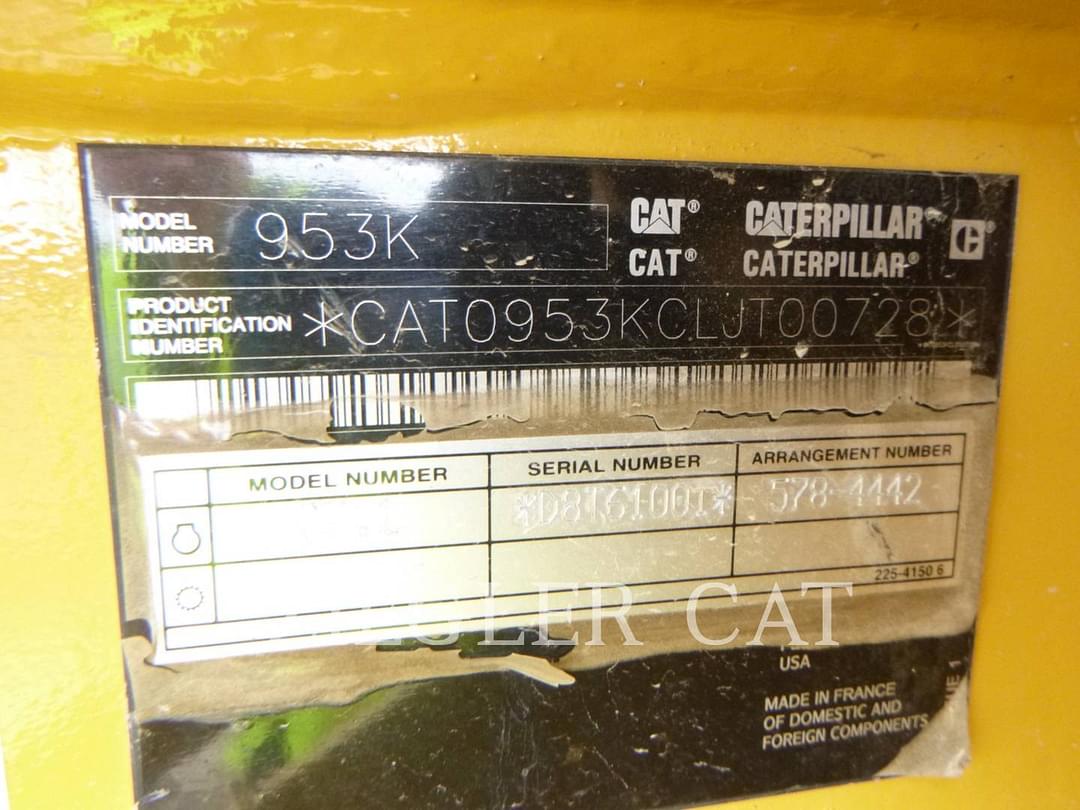 MODEL NUMBER 953K
CAT® CATERPILLAR®
CAT® CATERPILLAR®
PRODUCT IDENTIFICATION NUMBER *CAT0953KCLJT00728*
MODEL NUMBER SERIAL NUMBER ARRANGEMENT NUMBER
578-4442
225-4150 6
CAT
USA
MADE IN FRANCE
OF DOMESTIC AND
FOREIGN COMPONENTS